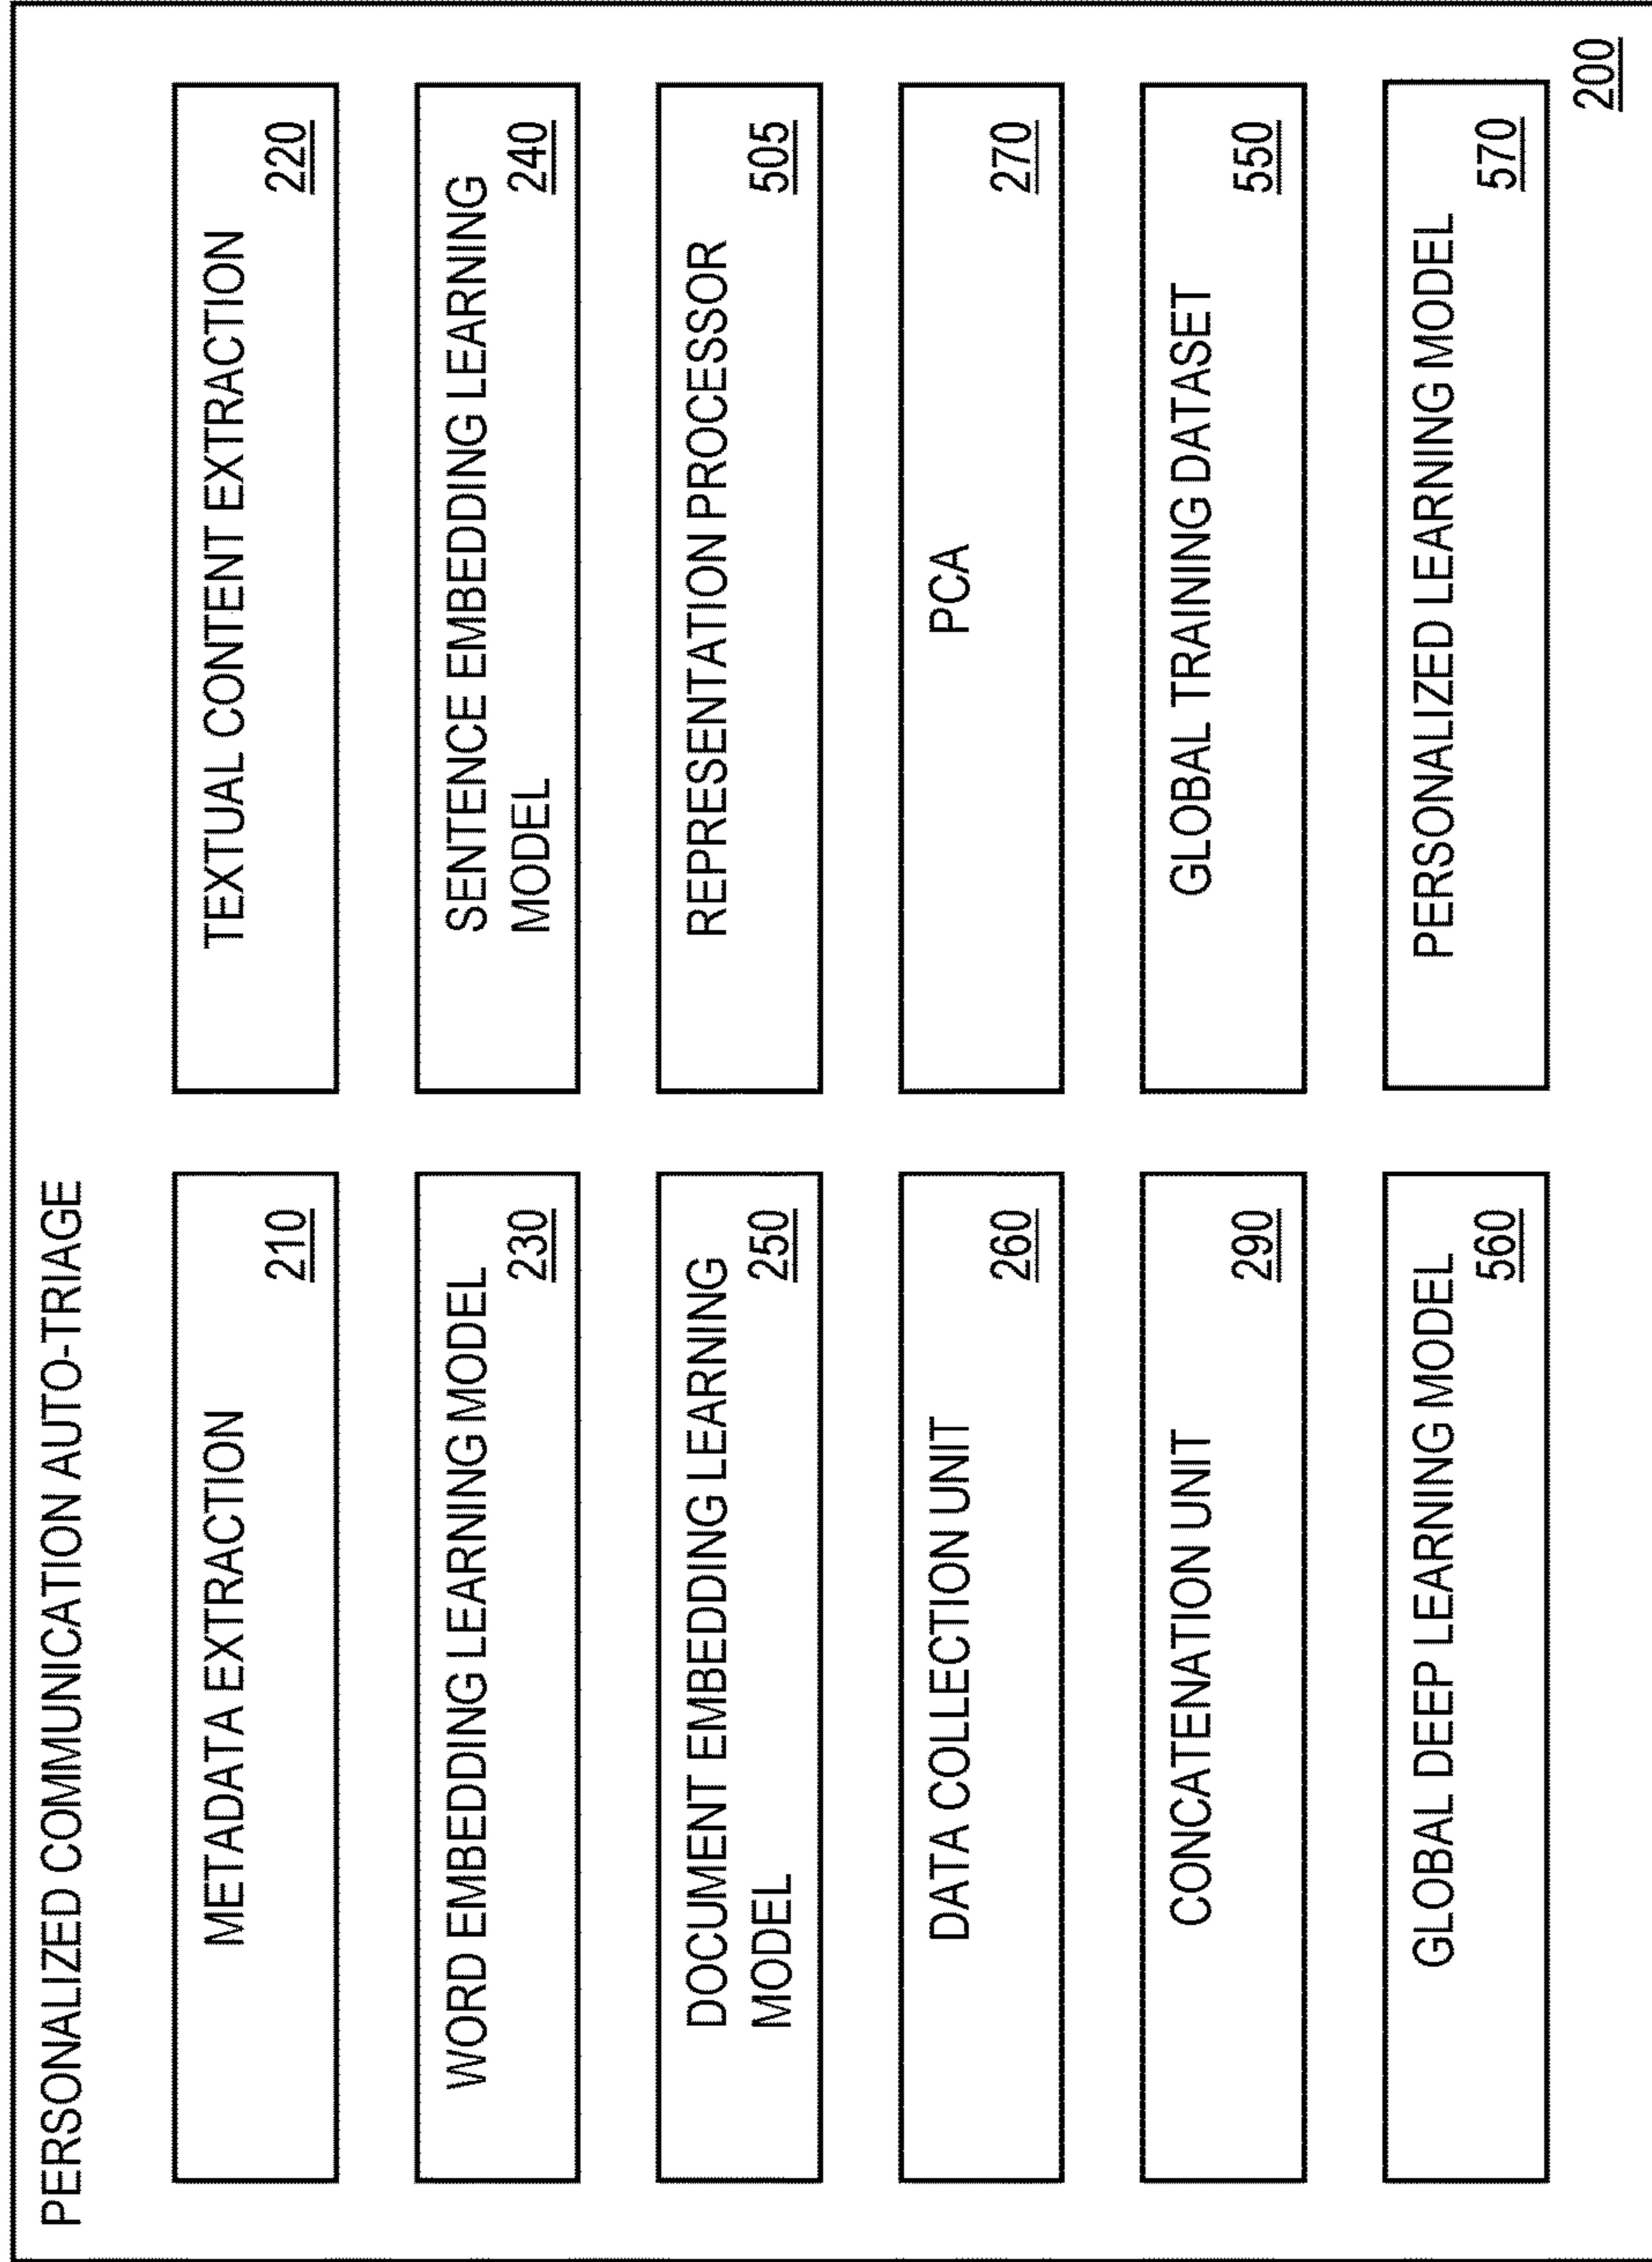 PERSONALIZED COMMUNICATION AUTO-TRIAGE
METADATA EXTRACTION
210
TEXTUAL CONTENT EXTRACTION
220
WORD EMBEDDING LEARNING MODEL
230
SENTENCE EMBEDDING LEARNING
MODEL
240
DOCUMENT EMBEDDING LEARNING
MODEL
250
REPRESENTATION PROCESSOR
505
DATA COLLECTION UNIT
260
PCA
270
CONCATENATION UNIT
290
GLOBAL TRAINING DATASET
550
GLOBAL DEEP LEARNING MODEL
560
PERSONALIZED LEARNING MODEL
570
200